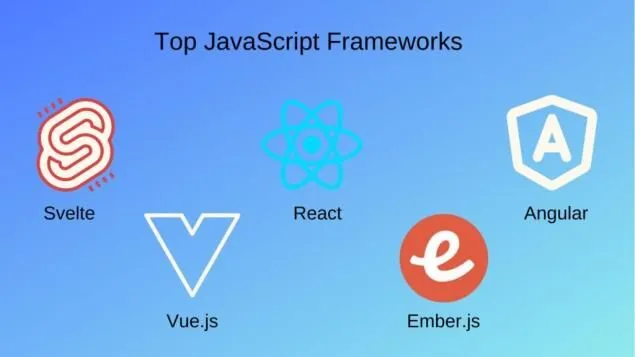 Top JavaScript Frameworks
Svelte
React
Angular
Vue.js
Ember.js